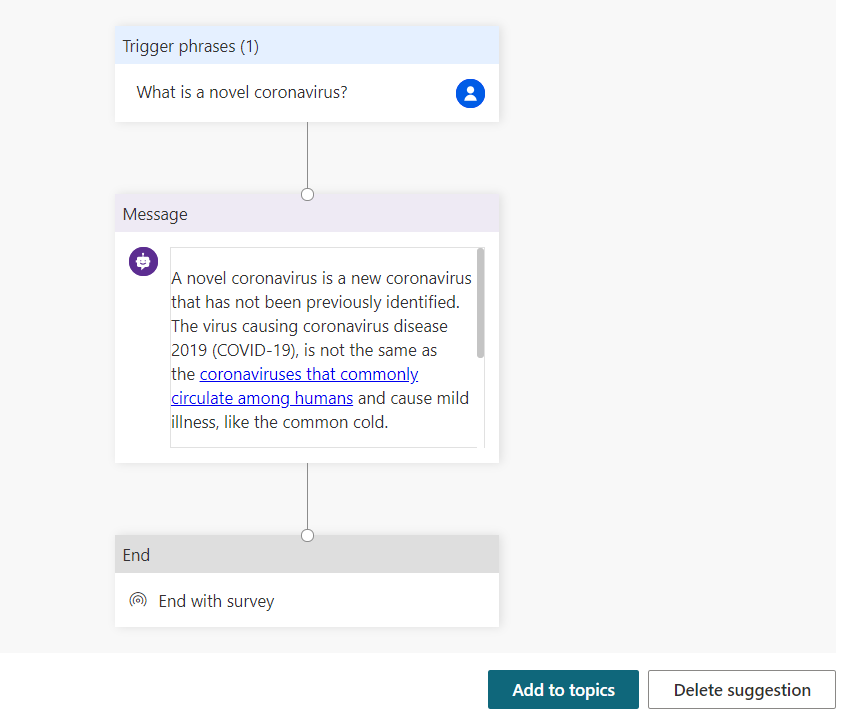 Trigger phrases (1)
What is a novel coronavirus?
Message
A novel coronavirus is a new coronavirus
that has not been previously identified.
The virus causing coronavirus disease
2019 (COVID-19), is not the same as
the coronaviruses that commonly
circulate among humans and cause mild
illness, like the common cold.
End
End with survey
Add to topics
Delete suggestion